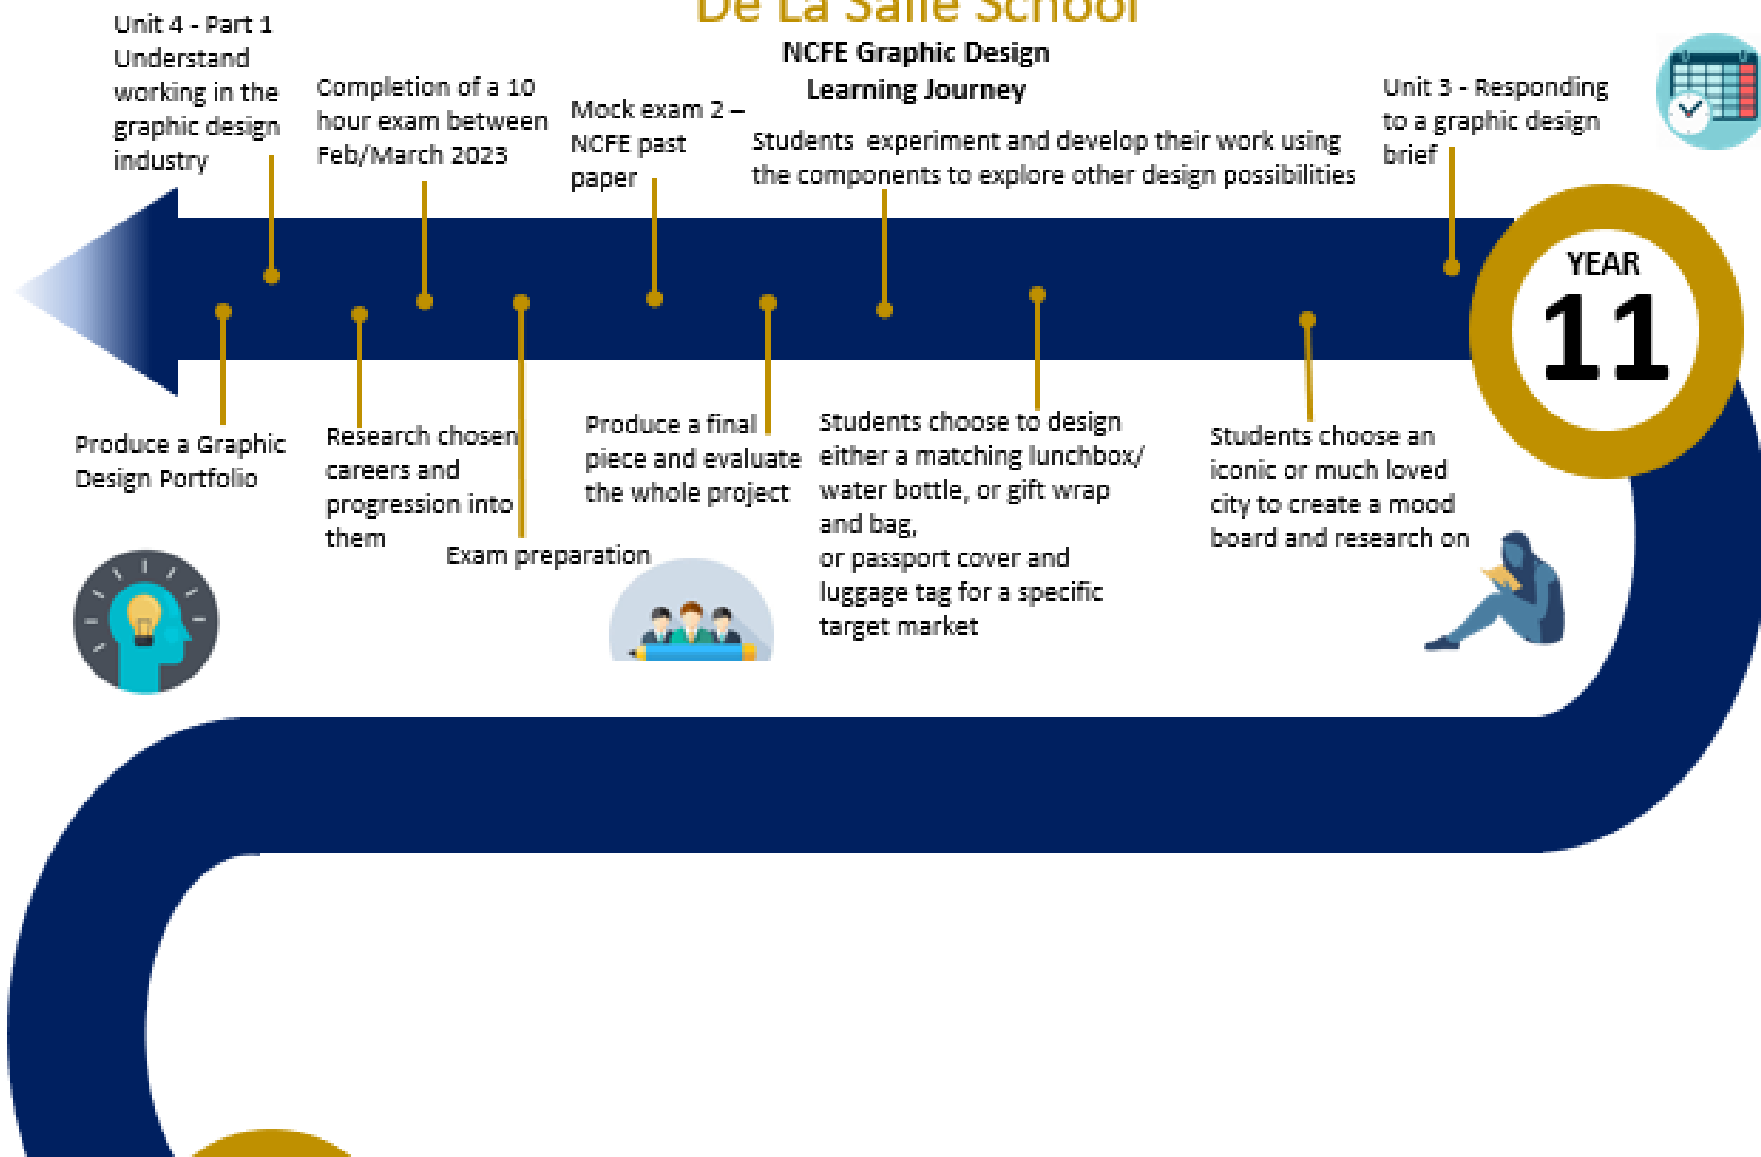 De La Salle School
NCFE Graphic Design
Learning Journey
Unit 4 - Part 1
Understand
working in the
graphic design
industry
Completion of a 10
hour exam between
Feb/March 2023
Mock exam 2 –
NCFE past
paper
Students experiment and develop their work using
the components to explore other design possibilities
Unit 3 - Responding
to a graphic design
brief
YEAR
11
Produce a Graphic
Design Portfolio
Research chosen
careers and
progression into
them
Exam preparation
Produce a final
piece and evaluate
the whole project
Students choose to design
either a matching lunchbox/
water bottle, or gift wrap
and bag,
or passport cover and
luggage tag for a specific
target market
Students choose an
iconic or much loved
city to create a mood
board and research on